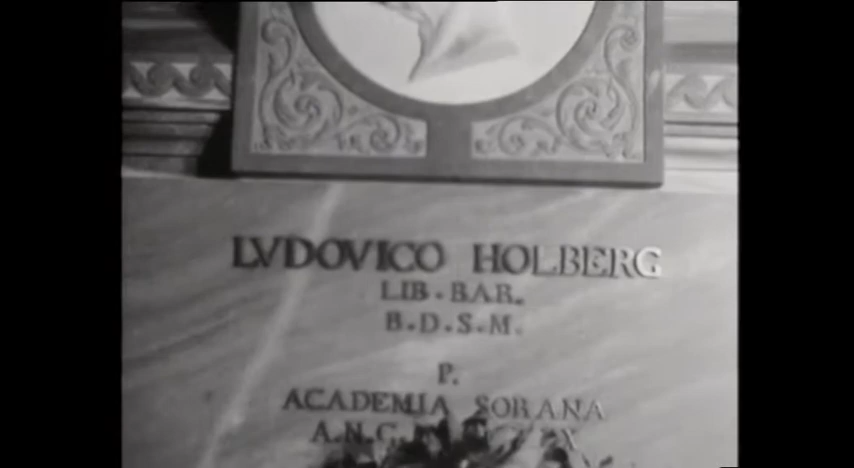 LVDOVICO HOLBERG
LIB. BAR.
B.D.S.M.
P.
ACADEMIA SORANA
A.N.C.